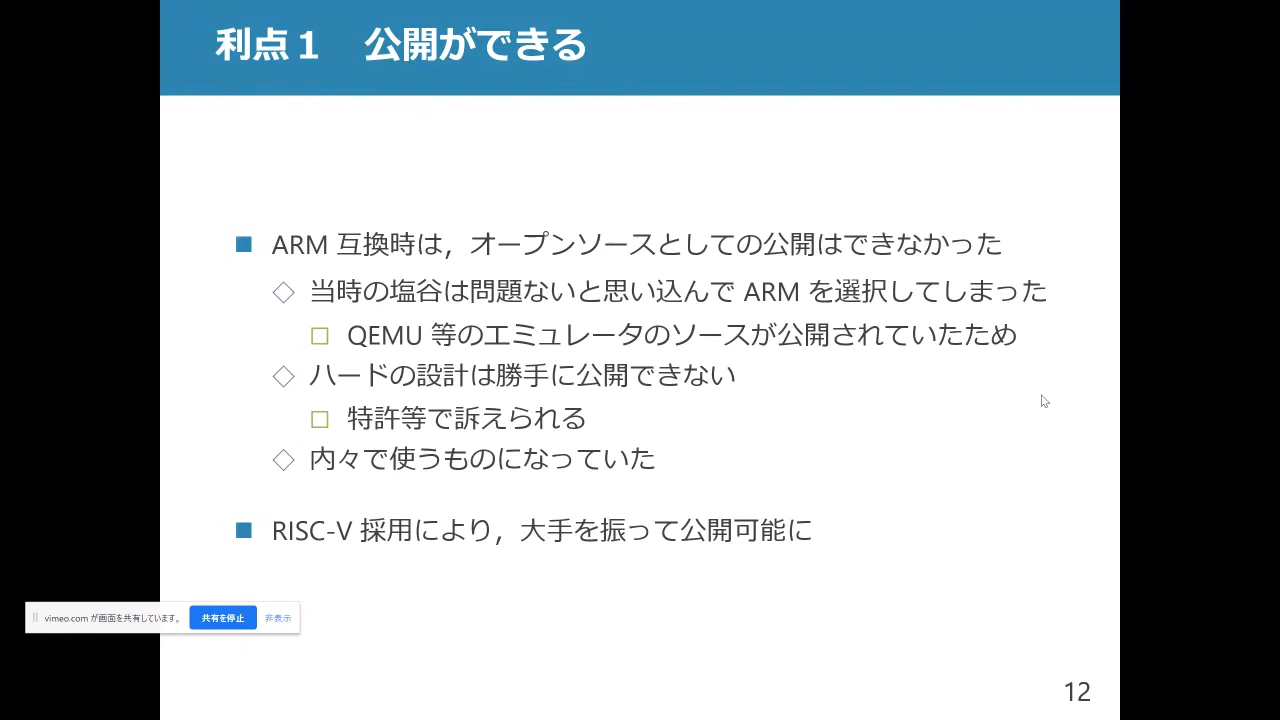 利点１　公開ができる
■ ARM 互換時は，オープンソースとしての公開はできなかった
◇ 当時の塩谷は問題ないと思い込んで ARM を選択してしまった
□ QEMU 等のエミュレータのソースが公開されていたため
◇ ハードの設計は勝手に公開できない
□ 特許等で訴えられる
◇ 内々で使うものになっていた
■ RISC-V 採用により，大手を振って公開可能に
vimeo.com が画面を共有しています。 共有を停止 非表示
12